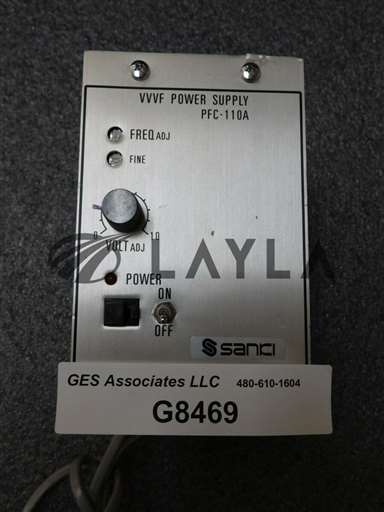 VVVF POWER SUPPLY
PFC-110A
FREQ ADJ
FINE
0 10
VOLT ADJ
LAYLA
POWER
ON
OFF
sanki
GES Associates LLC 480-610-1604
G8469